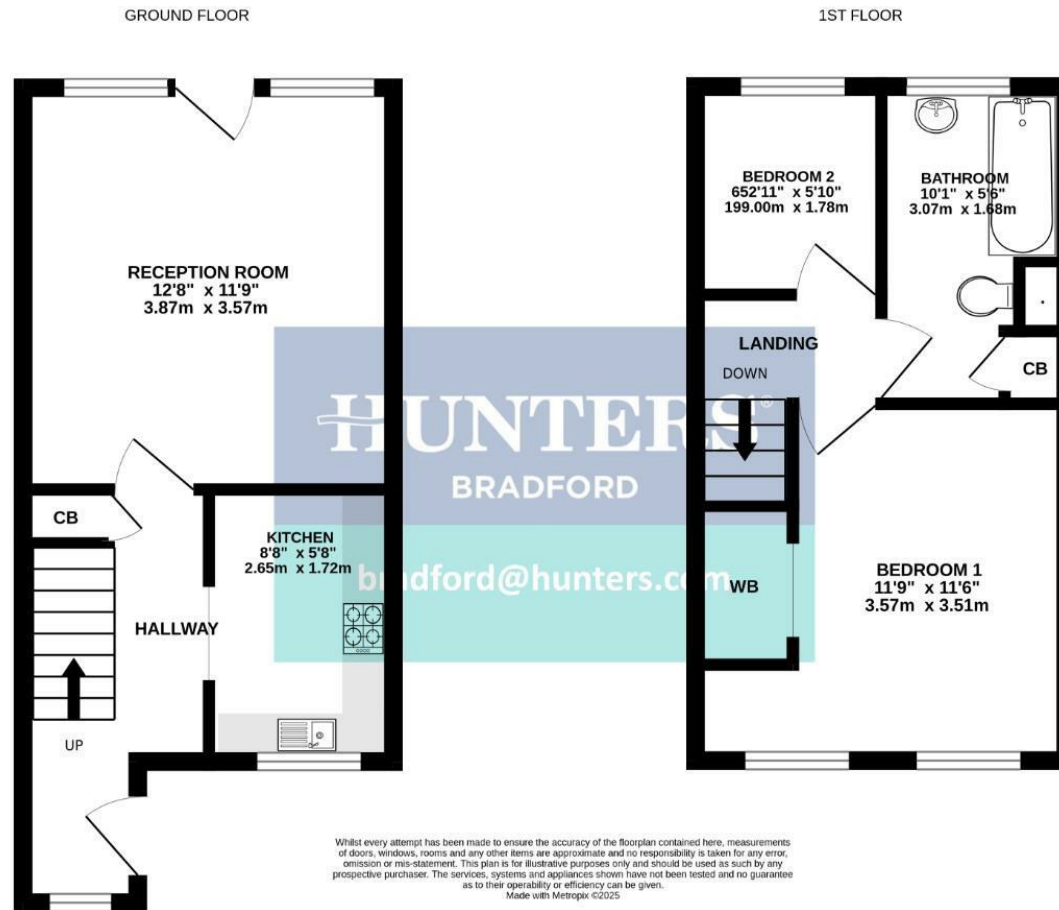 GROUND FLOOR
1ST FLOOR
RECEPTION ROOM
12'8" x 11'9"
3.87m x 3.57m
CB
KITCHEN
8'8" x 5'8"
2.65m x 1.72m
HALLWAY
UP
BEDROOM 2
652'11" x 5'10"
199.00m x 1.78m
BATHROOM
10'1" x 5'6"
3.07m x 1.68m
LANDING
DOWN
CB
WB
BEDROOM 1
11'9" x 11'6"
3.57m x 3.51m
HUNTERS®
BRADFORD
bradford@hunters.com
Whilst every attempt has been made to ensure the accuracy of the floorplan contained here, measurements
of doors, windows, rooms and any other items are approximate and no responsibility is taken for any error,
omission or mis-statement. This plan is for illustrative purposes only and should be used as such by any
prospective purchaser. The services, systems and appliances shown have not been tested and no guarantee
as to their operability or efficiency can be given.
Made with Metropix ©2025